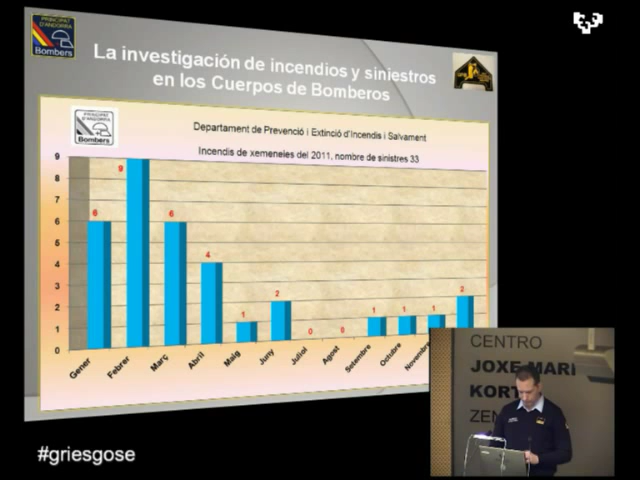 PRINCIPAT
D'ANDORRA
Bombers
La investigación de incendios y siniestros
en los Cuerpos de Bomberos
PRINCIPAT
D'ANDORRA
Bombers
Departament de Prevenció i Extinció d'Incendis i Salvament
Incendis de xemeneies del 2011, nombre de sinistres 33
9
8
7
6
5
4
3
2
1
0
6
9
6
4
1
2
0
0
1
1
1
2
Gener
Febrer
Març
Abril
Maig
Juny
Juliol
Agost
Setembre
Octubre
Novembre
CENTRO
JOXE MARI
KORT
ZEN
#griesgose